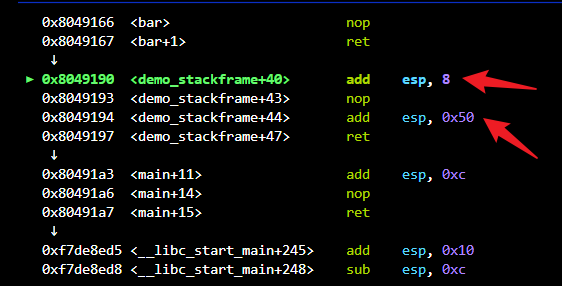 0x8049166 <bar> nop
0x8049167 <bar+1> ret
↓
► 0x8049190 <demo_stackframe+40> add esp, 8
0x8049193 <demo_stackframe+43> nop
0x8049194 <demo_stackframe+44> add esp, 0x50
0x8049197 <demo_stackframe+47> ret
↓
0x80491a3 <main+11> add esp, 0xc
0x80491a6 <main+14> nop
0x80491a7 <main+15> ret
↓
0xf7de8ed5 <__libc_start_main+245> add esp, 0x10
0xf7de8ed8 <__libc_start_main+248> sub esp, 0xc